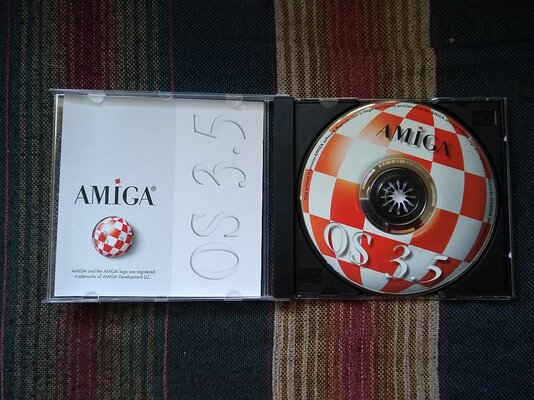 AMIGA®
OS 3.5
AMIGA and the AMIGA logo are registered
trademarks of AMIGA Development LLC.
AMIGA
OS 3.5